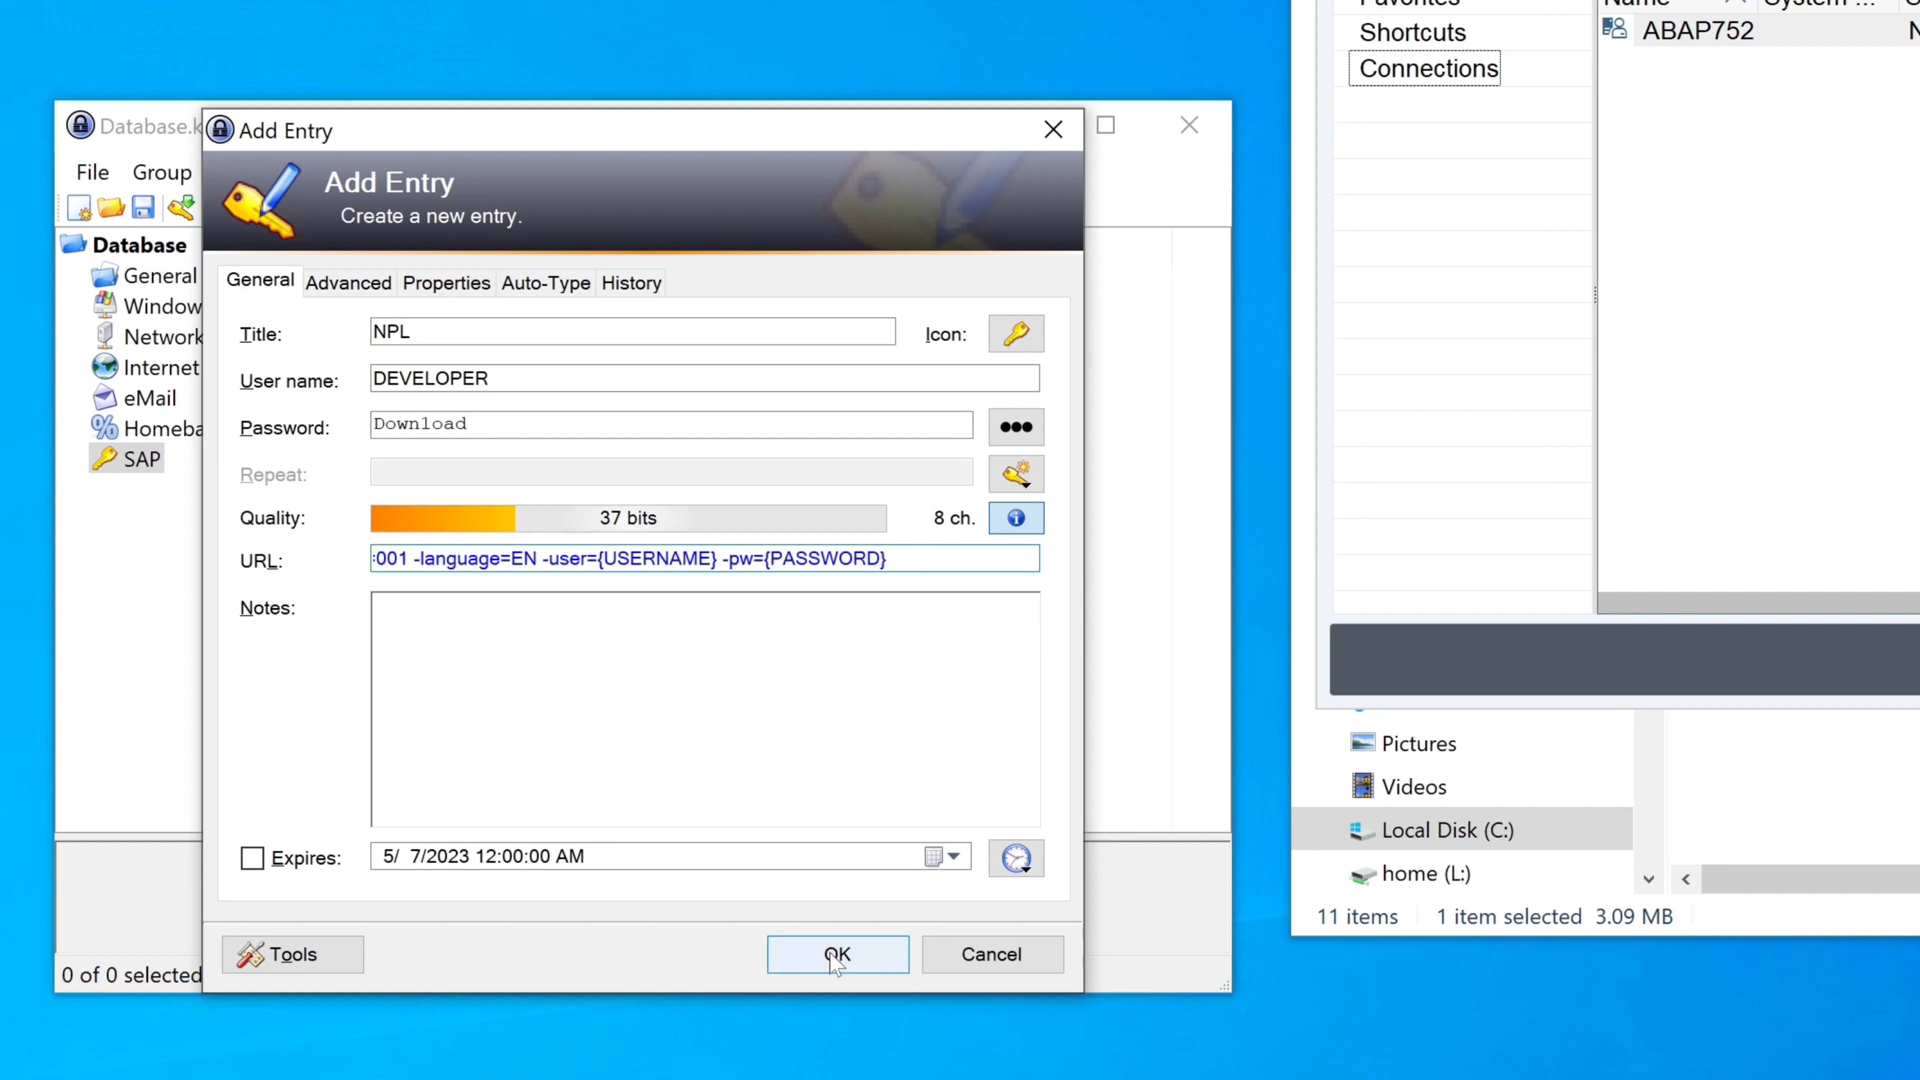 Shortcuts
Connections
ABAP752
Database.k
Add Entry
File Group
Add Entry
Create a new entry.
Database
General
Window
Network
Internet
eMail
Homeba
SAP
General Advanced Properties Auto-Type History
Title: NPL Icon:
User name: DEVELOPER
Password: Download
Repeat:
Quality: 37 bits 8 ch.
URL: :001 -language=EN -user={USERNAME} -pw={PASSWORD}
Notes:
Expires: 5/ 7/2023 12:00:00 AM
Tools OK Cancel
0 of 0 selected
Pictures
Videos
Local Disk (C:)
home (L:)
11 items 1 item selected 3.09 MB